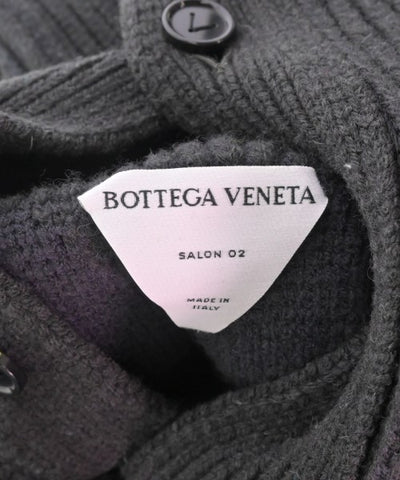 BOTTEGA VENETA
SALON 02
MADE IN
ITALY